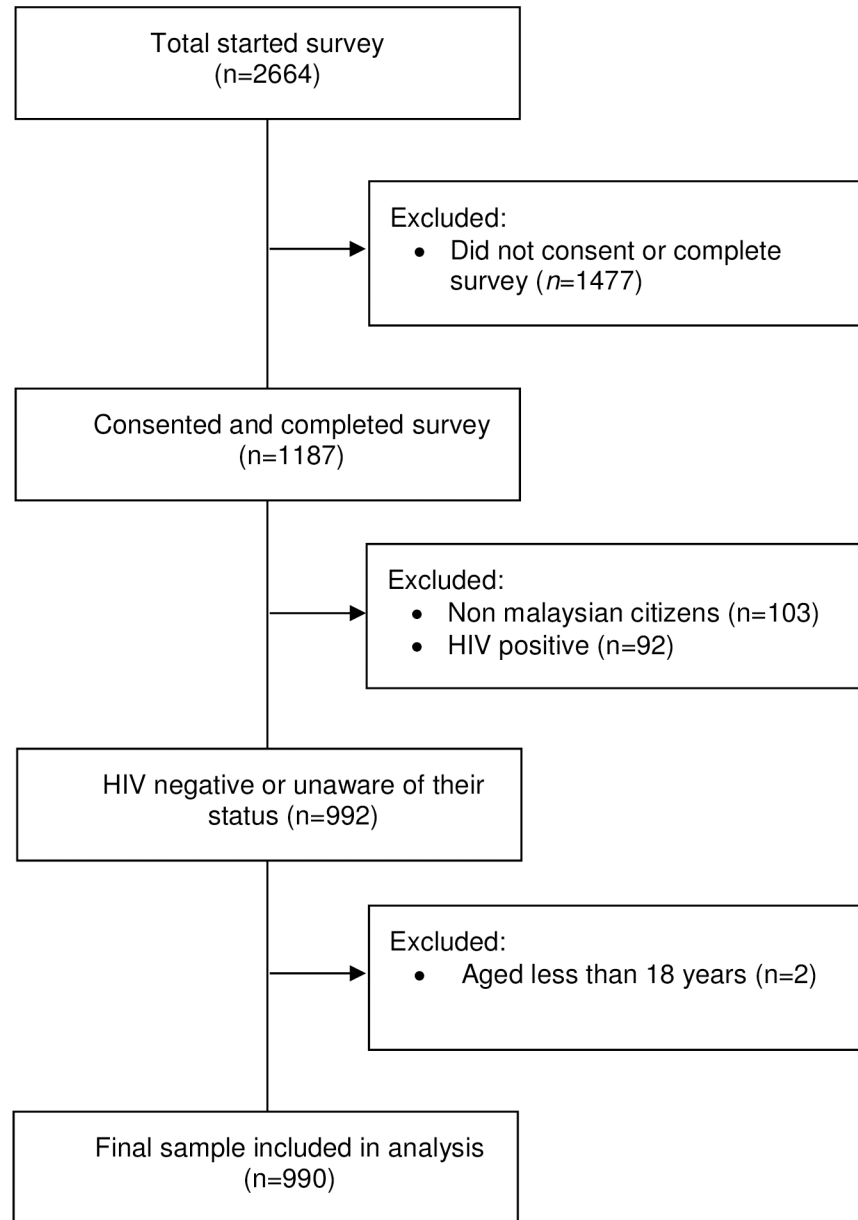 Total started survey
(n=2664)
Excluded:
• Did not consent or complete
survey (n=1477)
Consented and completed survey
(n=1187)
Excluded:
• Non malaysian citizens (n=103)
• HIV positive (n=92)
HIV negative or unaware of their
status (n=992)
Excluded:
• Aged less than 18 years (n=2)
Final sample included in analysis
(n=990)